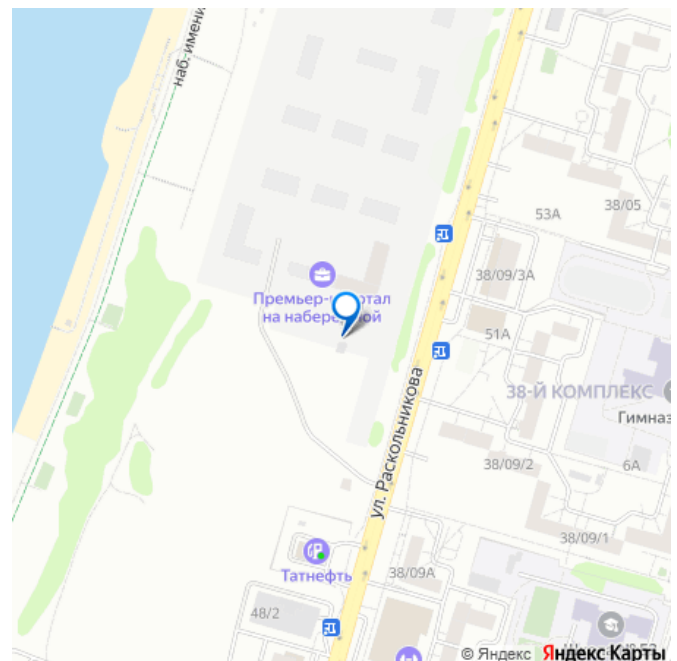 наб. имени
53А
38/05
38/09/3А
Премьер-квартал
на набережной
51А
38-Й КОМПЛЕКС
Гимназ
ул. Раскольникова
38/09/2
6А
38/09/1
Татнефть
38/09А
48/2
© Яндекс Яндекс Карты